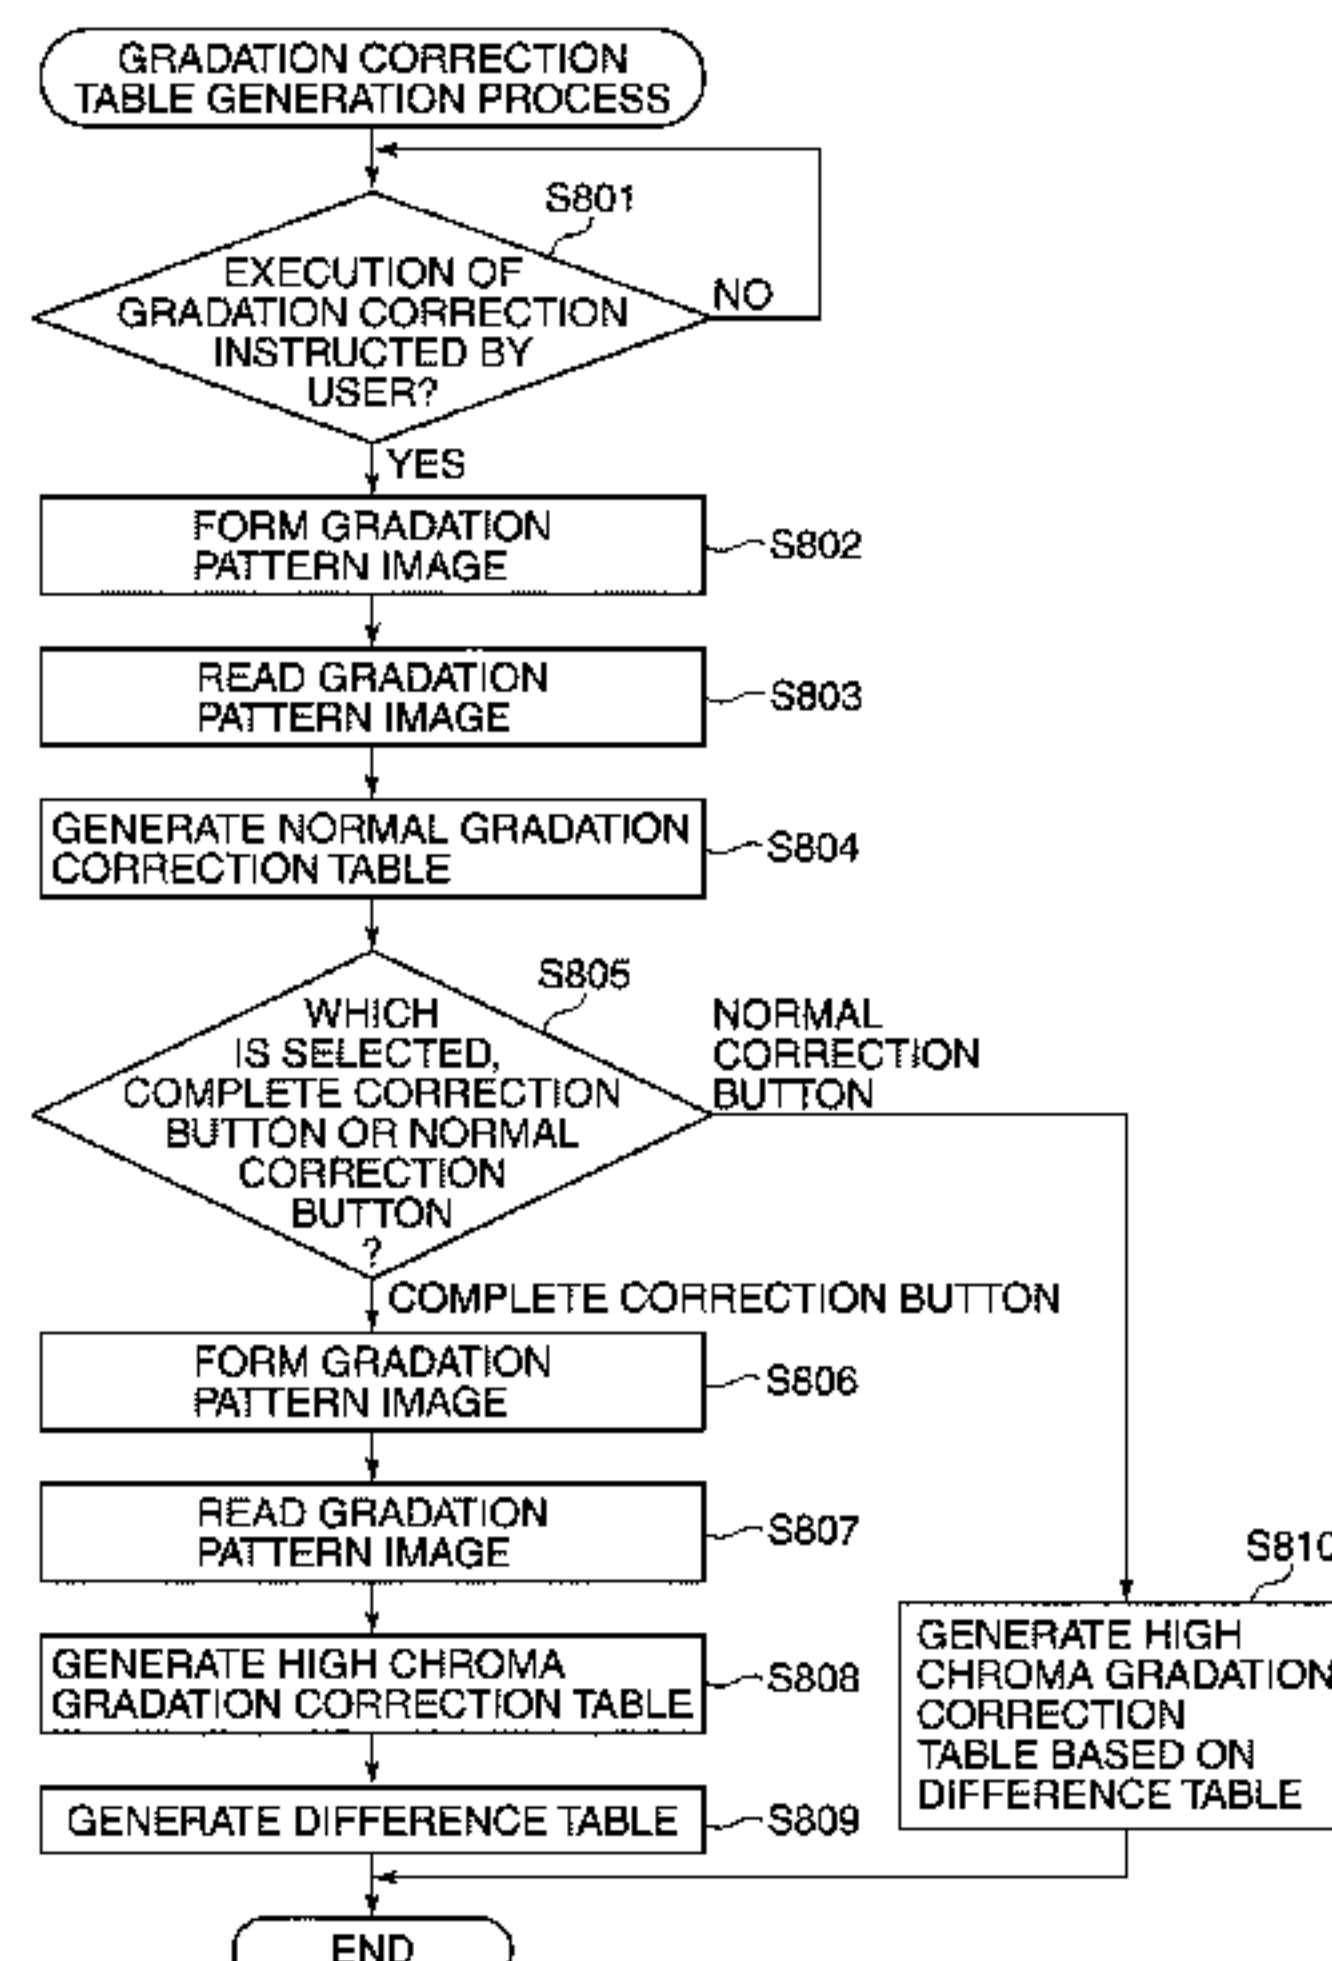 GRADATION CORRECTION
TABLE GENERATION PROCESS
S801
EXECUTION OF
GRADATION CORRECTION
INSTRUCTED BY
USER?
NO
YES
FORM GRADATION
PATTERN IMAGE
S802
READ GRADATION
PATTERN IMAGE
S803
GENERATE NORMAL GRADATION
CORRECTION TABLE
S804
S805
WHICH
IS SELECTED,
COMPLETE CORRECTION
BUTTON OR NORMAL
CORRECTION
BUTTON
?
NORMAL
CORRECTION
BUTTON
COMPLETE CORRECTION BUTTON
FORM GRADATION
PATTERN IMAGE
S806
READ GRADATION
PATTERN IMAGE
S807
GENERATE HIGH CHROMA
GRADATION CORRECTION TABLE
S808
S810
GENERATE HIGH
CHROMA GRADATION
CORRECTION
TABLE BASED ON
DIFFERENCE TABLE
GENERATE DIFFERENCE TABLE
S809
END